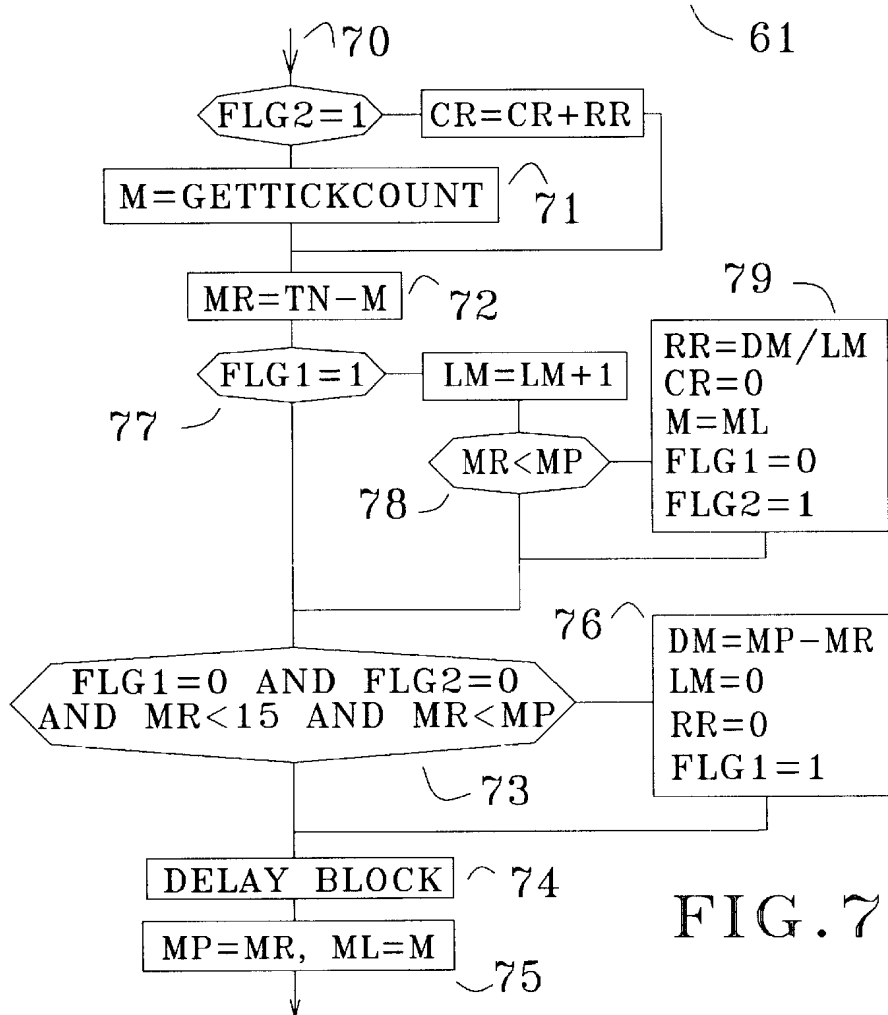 61
70
FLG2=1
CR=CR+RR
M=GETTICKCOUNT
71
MR=TN-M
72
79
FLG1=1
77
LM=LM+1
MR<MP
78
RR=DM/LM
CR=0
M=ML
FLG1=0
FLG2=1
76
FLG1=0 AND FLG2=0
AND MR<15 AND MR<MP
73
DM=MP-MR
LM=0
RR=0
FLG1=1
DELAY BLOCK
74
MP=MR, ML=M
75
FIG.7